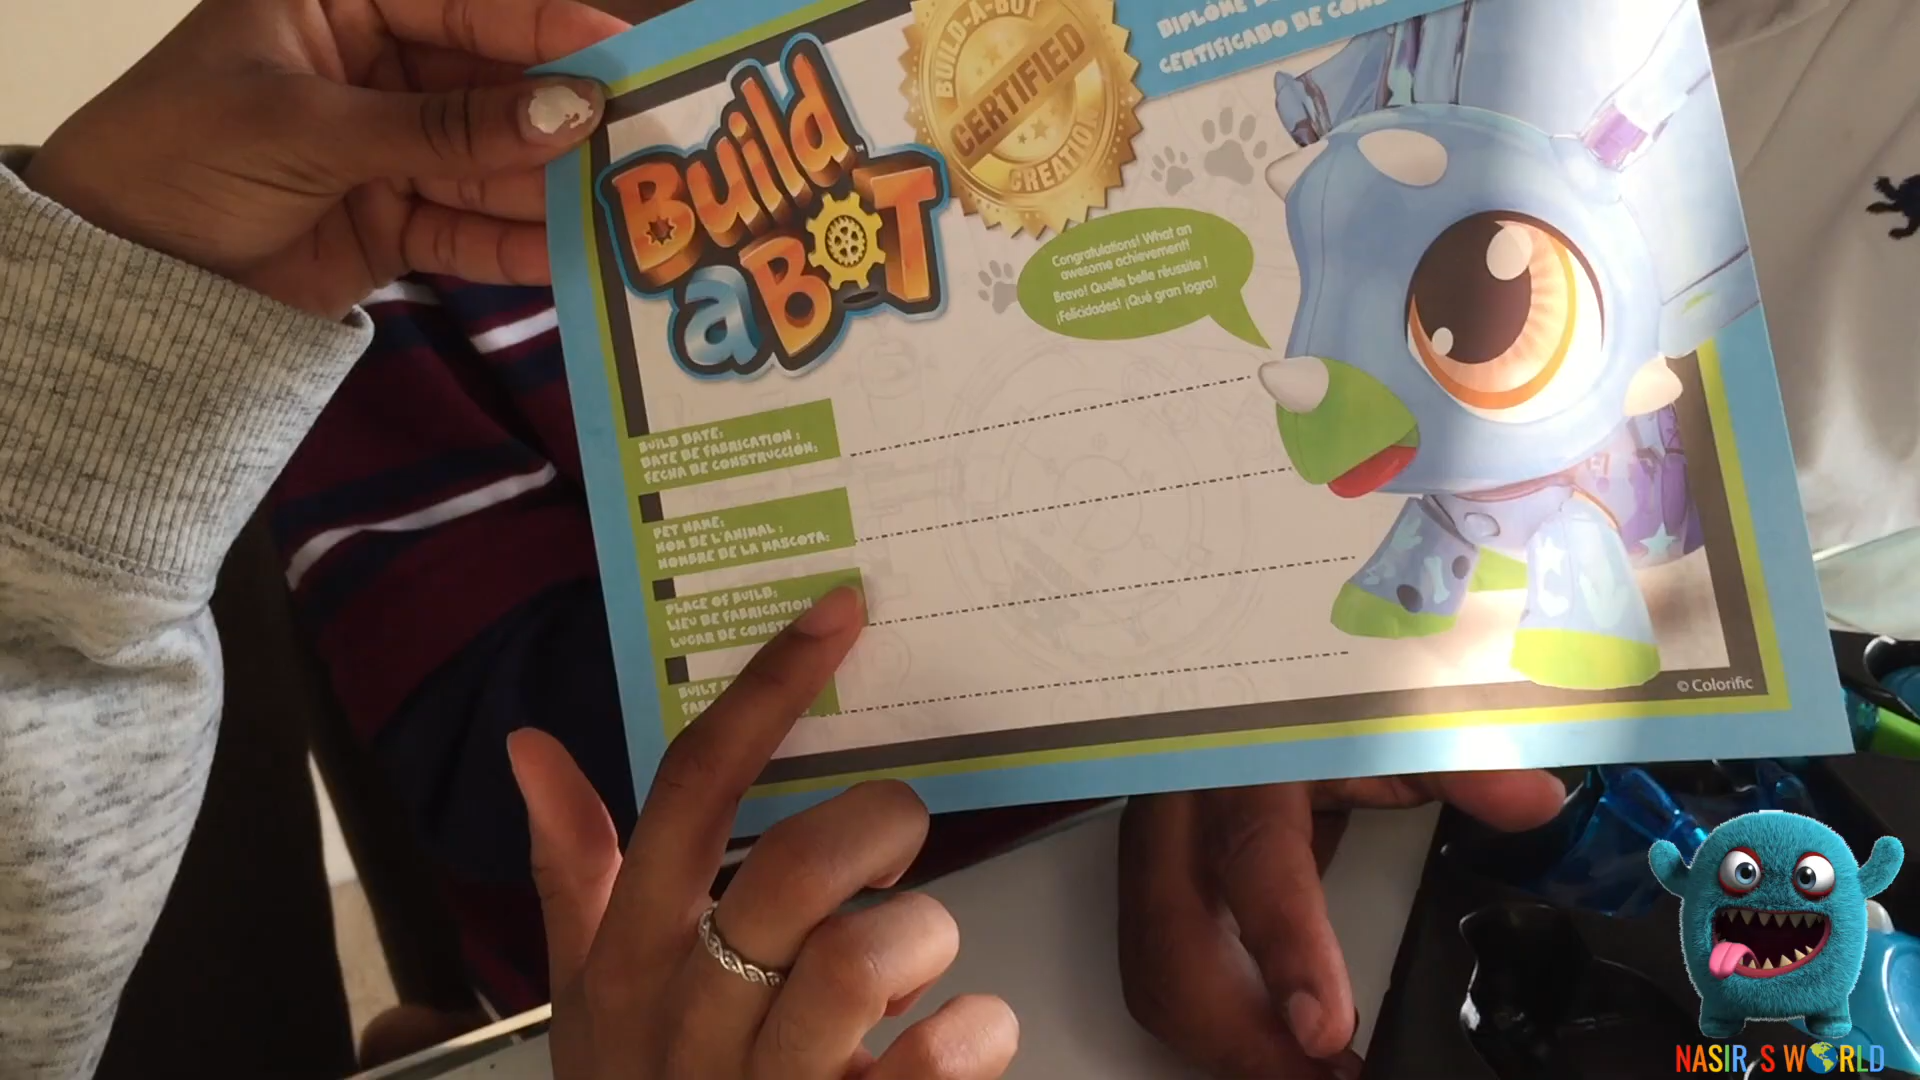 BUILD-A-BOT
CERTIFIED
CREATION
DIPLÔME
CERTIFICADO DE
Build
a BOT
™
Congratulations! What an
awesome achievement!
Bravo! Quelle belle réussite !
¡Felicidades! ¡Qué gran logro!
BUILD DATE:
DATE DE FABRICATION :
FECHA DE CONSTRUCCIÓN:
PET NAME:
NOM DE L'ANIMAL :
NOMBRE DE LA MASCOTA:
PLACE OF BUILD:
LIEU DE FABRICATION
LUGAR DE
BUILT
© Colorific
NASIR S WORLD